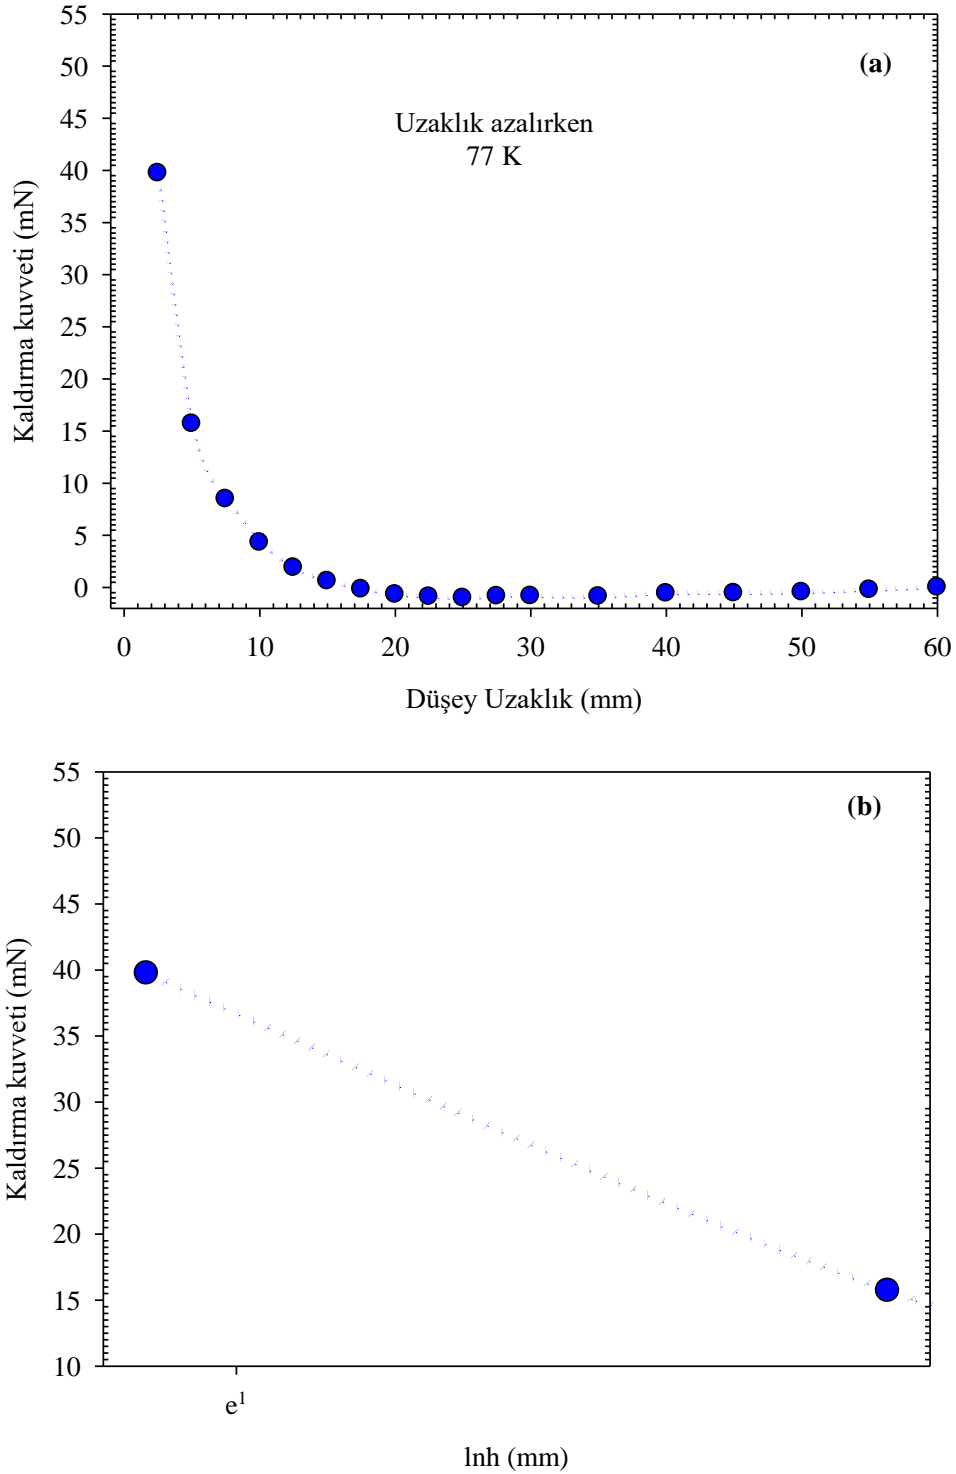 55
50
45
40
35
30
25
20
15
10
5
0
Kaldırma kuvveti (mN)
(a)
Uzaklık azalırken
77 K
0 10 20 30 40 50 60
Düşey Uzaklık (mm)
55
50
45
40
35
30
25
20
15
10
Kaldırma kuvveti (mN)
(b)
e¹
lnh (mm)